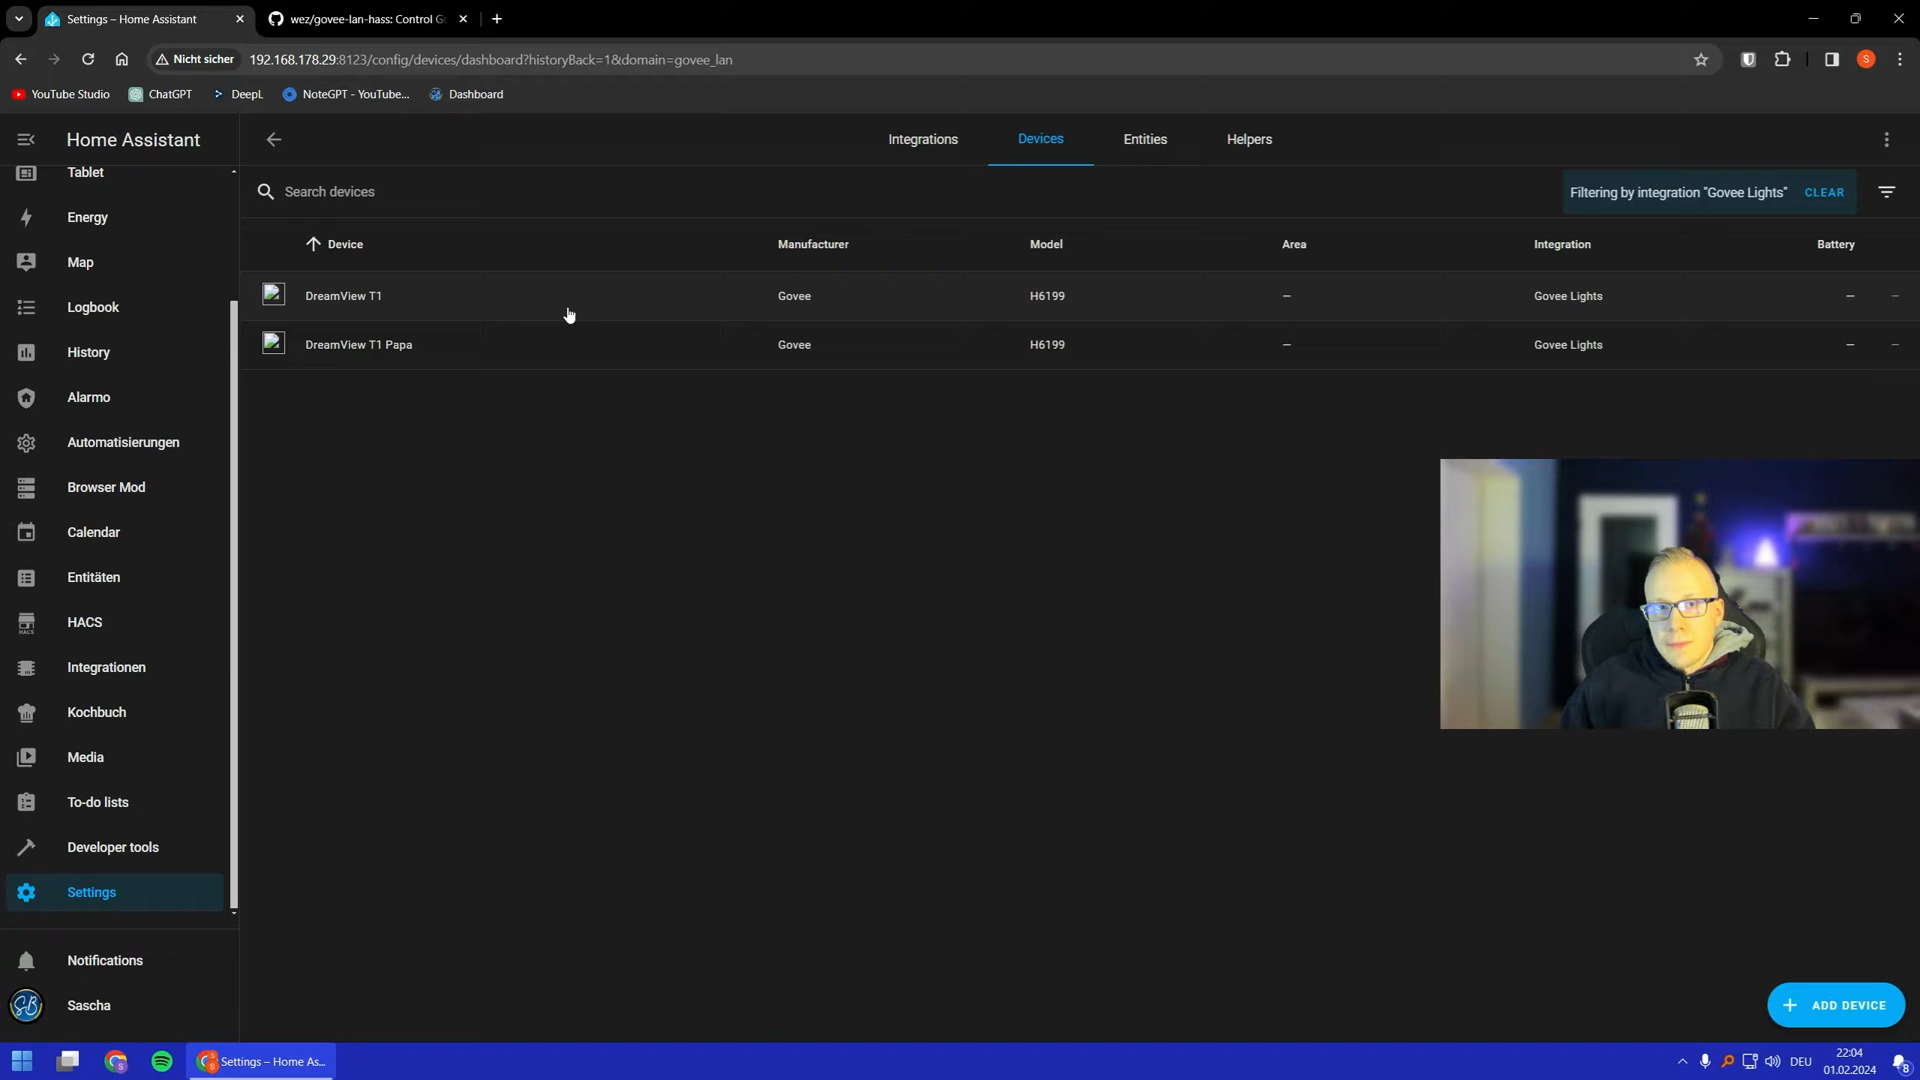 Settings – Home Assistant
wez/govee-lan-hass: Control Go
Nicht sicher
192.168.178.29:8123/config/devices/dashboard?historyBack=1&domain=govee_lan
S
YouTube Studio
ChatGPT
DeepL
NoteGPT - YouTube...
Dashboard
Home Assistant
Integrations
Devices
Entities
Helpers
Tablet
Search devices
Filtering by integration "Govee Lights"
CLEAR
Energy
Device
Manufacturer
Model
Area
Integration
Battery
Map
DreamView T1
Govee
H6199
—
Govee Lights
—
—
Logbook
DreamView T1 Papa
Govee
H6199
—
Govee Lights
—
—
History
Alarmo
Automatisierungen
Browser Mod
Calendar
Entitäten
HACS
HACS
Integrationen
Kochbuch
Media
To-do lists
Developer tools
Settings
Notifications
SB
Sascha
ADD DEVICE
Settings – Home As...
DEU
22:04
01.02.2024
8